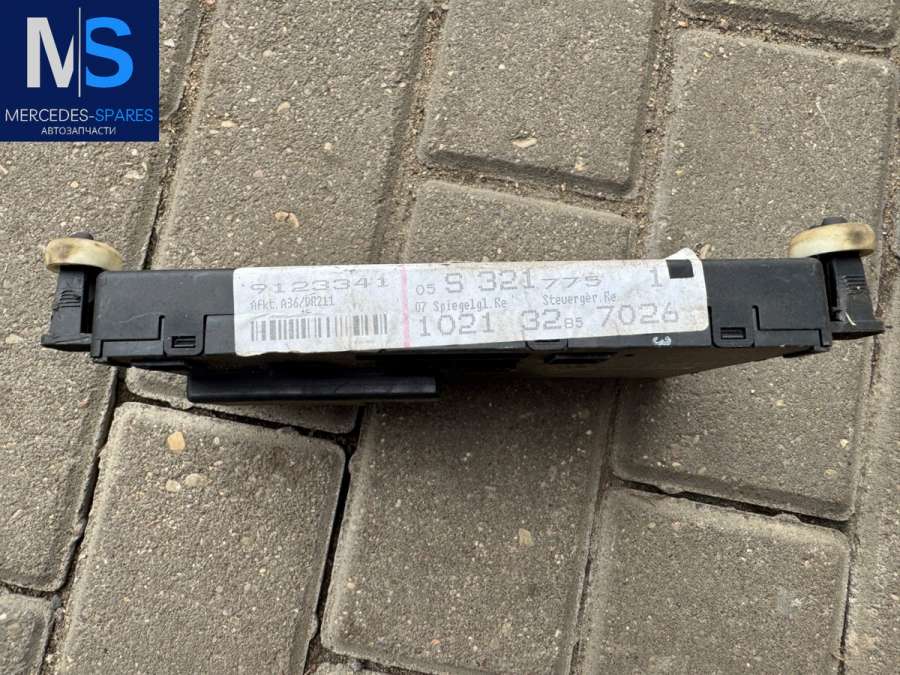 MS
MERCEDES-SPARES
АВТОЗАПЧАСТИ
9123341
Afkt.A36/DR211
05 S 321775 1
07 Spiegelgl.Re Steuerger.Re
1021 32 85 7026